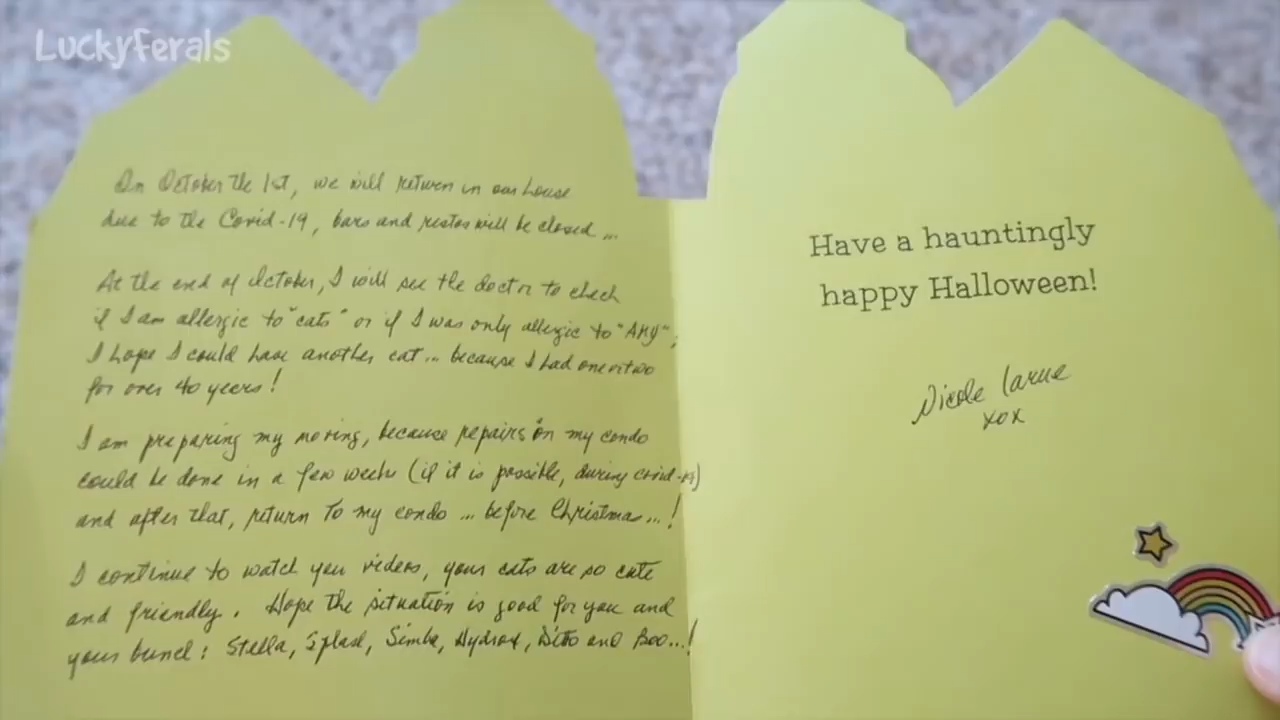 LuckyFerals
On October the 1st, we will return in our house
due to the Covid-19, bars and restos will be closed ...
At the end of October, I will see the doctor to check
if I am allergic to "cats" or if I was only allergic to "AMY";
I hope I could have another cat ... because I had one or two
for over 40 years!
I am preparing my moving, because repairs on my condo
could be done in a few weeks (if it is possible, during covid-19)
and after that, return to my condo ... before Christmas ... !
I continue to watch you videos, your cats are so cute
and friendly. Hope the situation is good for you and
your bunch : Stella, Splash, Simba, Hydrox, Ditto and Boo...!
Have a hauntingly
happy Halloween!
Nicole Larue
xox